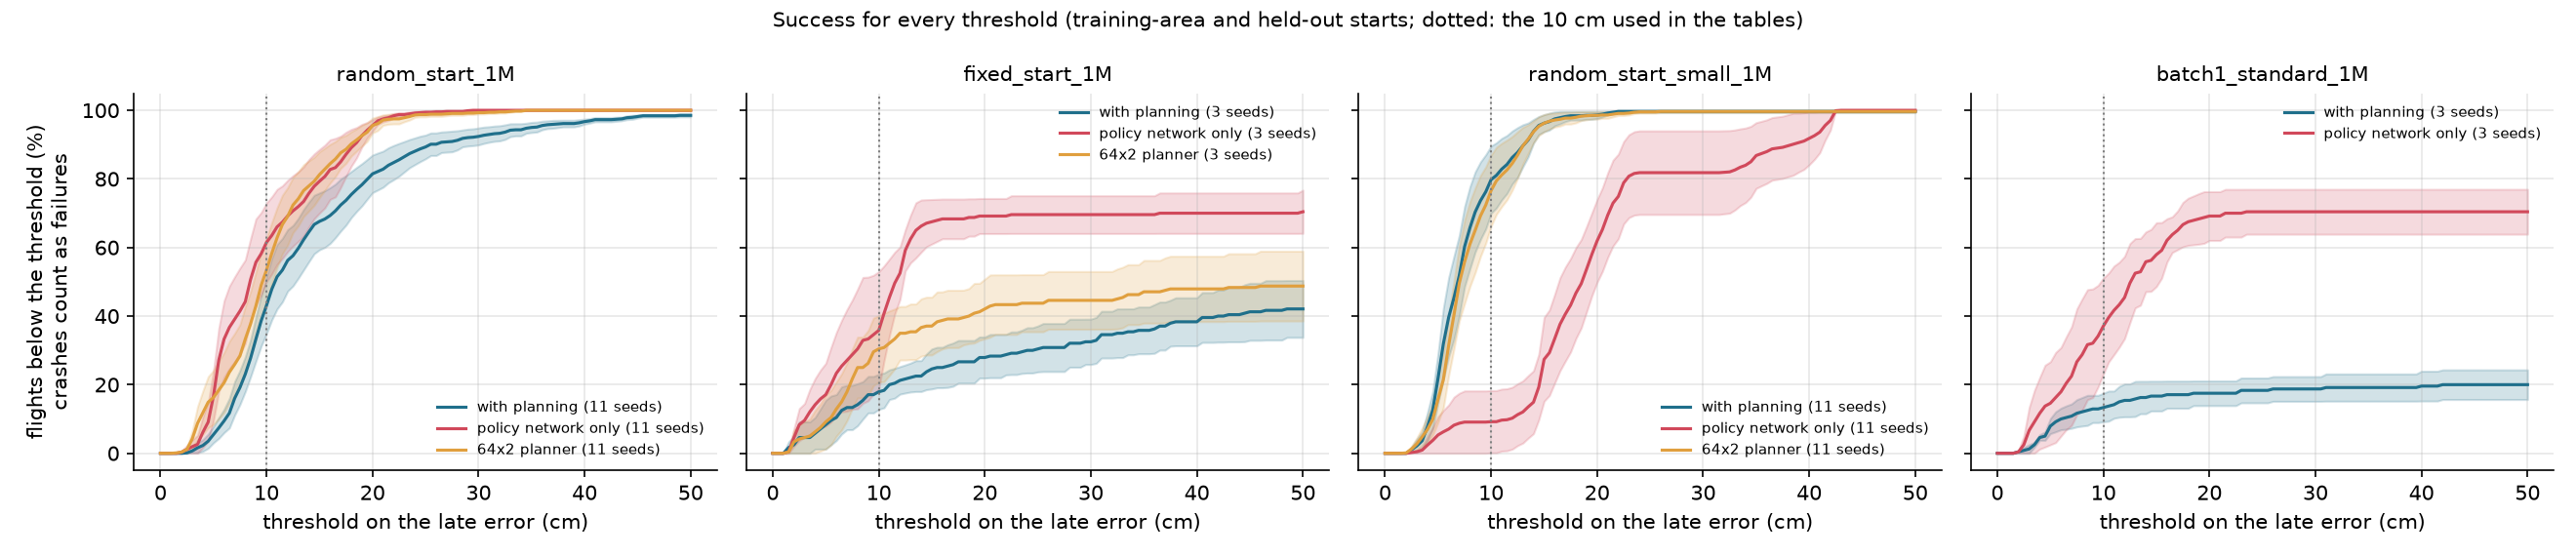 Success for every threshold (training-area and held-out starts; dotted: the 10 cm used in the tables)
random_start_1M
fixed_start_1M
random_start_small_1M
batch1_standard_1M
flights below the threshold (%)
crashes count as failures
100
80
60
40
20
0
with planning (11 seeds)
policy network only (11 seeds)
64x2 planner (11 seeds)
0 10 20 30 40 50
threshold on the late error (cm)
with planning (3 seeds)
policy network only (3 seeds)
64x2 planner (3 seeds)
0 10 20 30 40 50
threshold on the late error (cm)
with planning (11 seeds)
policy network only (11 seeds)
64x2 planner (11 seeds)
0 10 20 30 40 50
threshold on the late error (cm)
with planning (3 seeds)
policy network only (3 seeds)
0 10 20 30 40 50
threshold on the late error (cm)